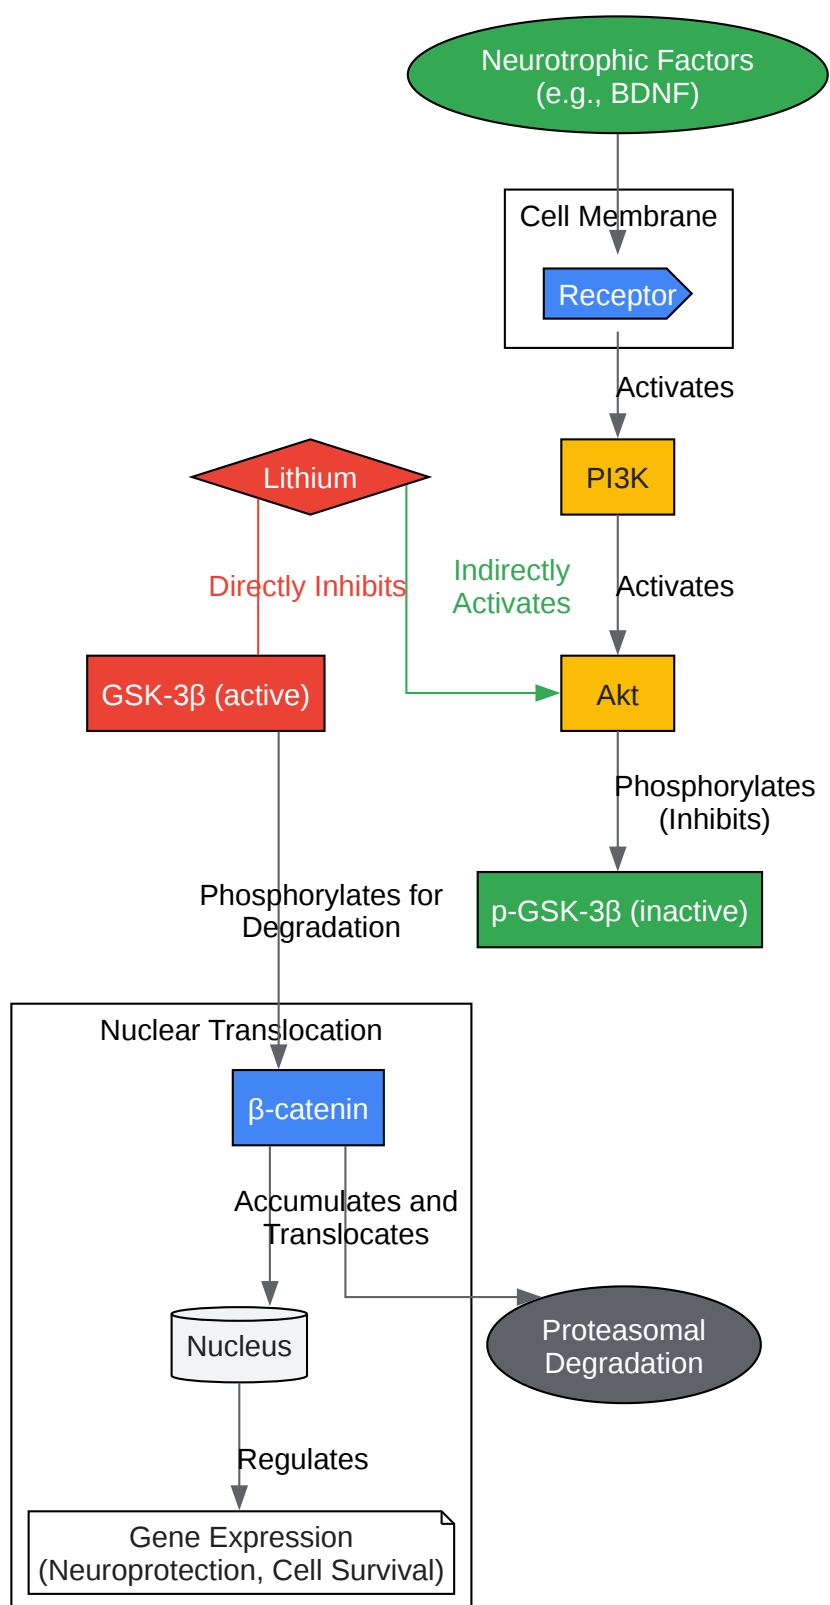 Neurotrophic Factors
(e.g., BDNF)
Cell Membrane
Receptor
Activates
Lithium
PI3K
Directly Inhibits
Indirectly
Activates
Activates
GSK-3β (active)
Akt
Phosphorylates
(Inhibits)
Phosphorylates for
Degradation
p-GSK-3β (inactive)
Nuclear Translocation
β-catenin
Accumulates and
Translocates
Nucleus
Proteasomal
Degradation
Regulates
Gene Expression
(Neuroprotection, Cell Survival)